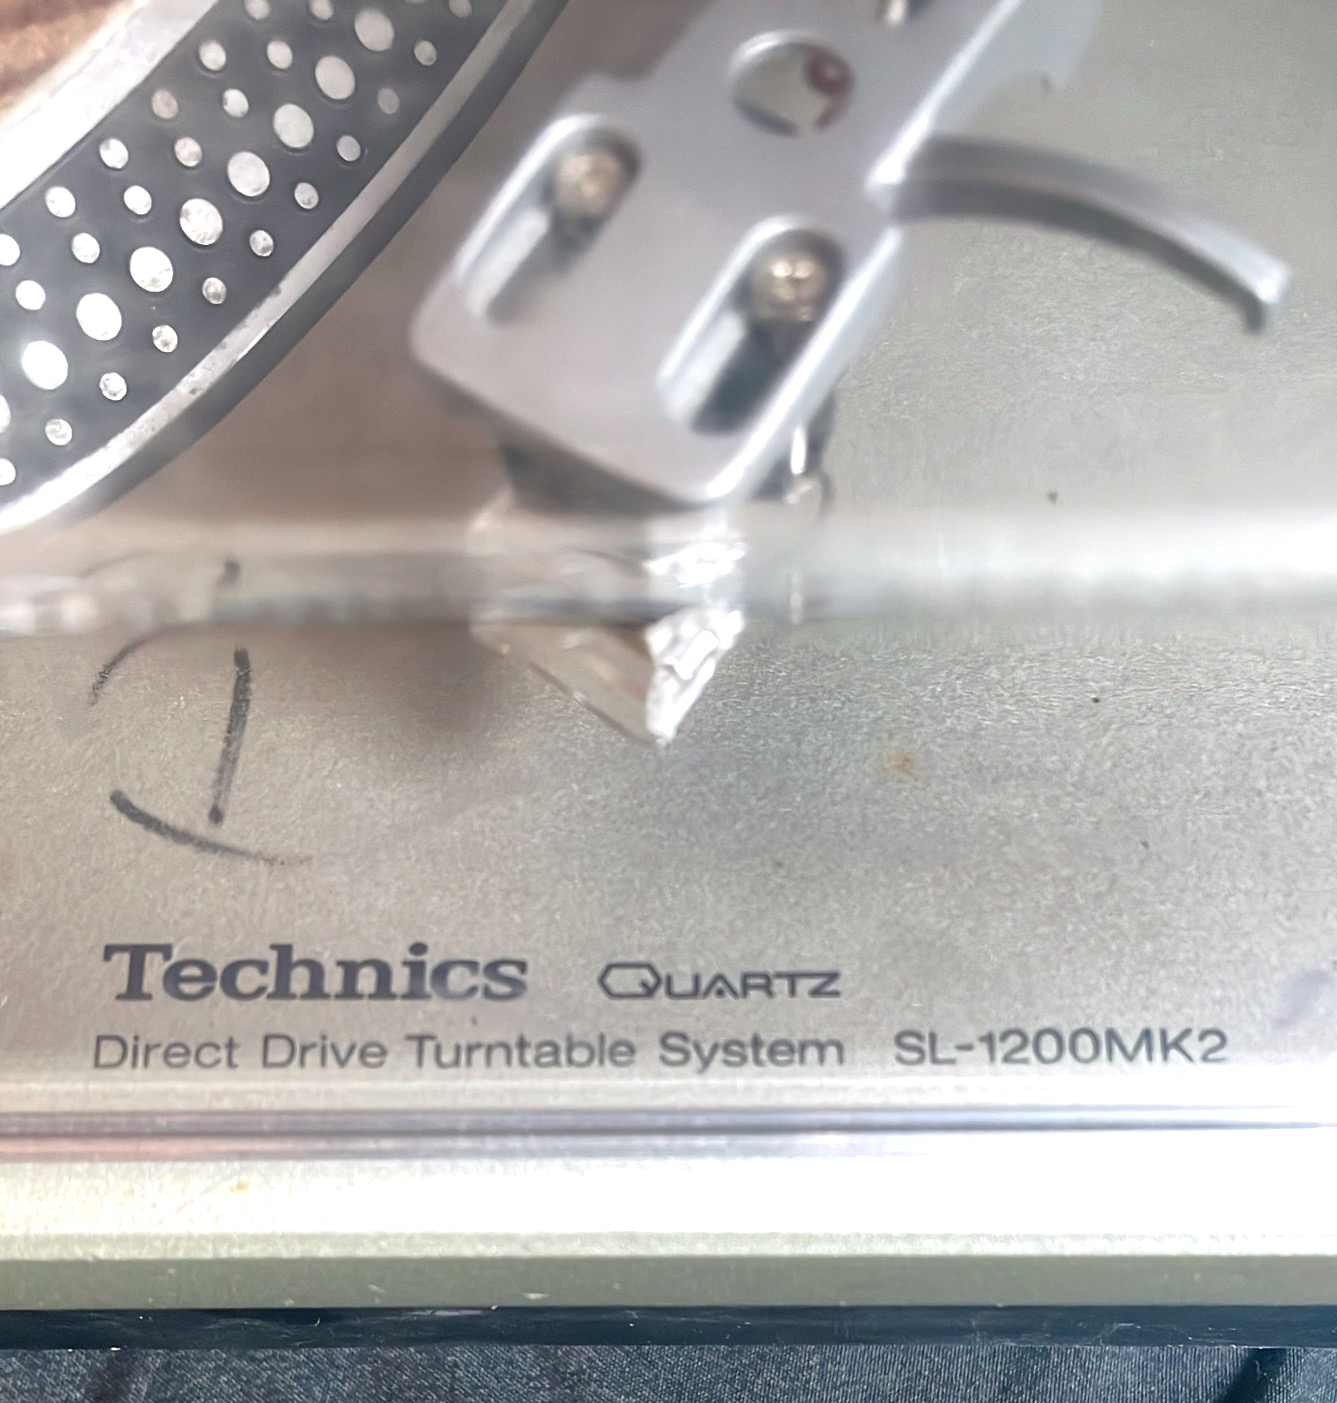 Technics QUARTZ
Direct Drive Turntable System SL-1200MK2